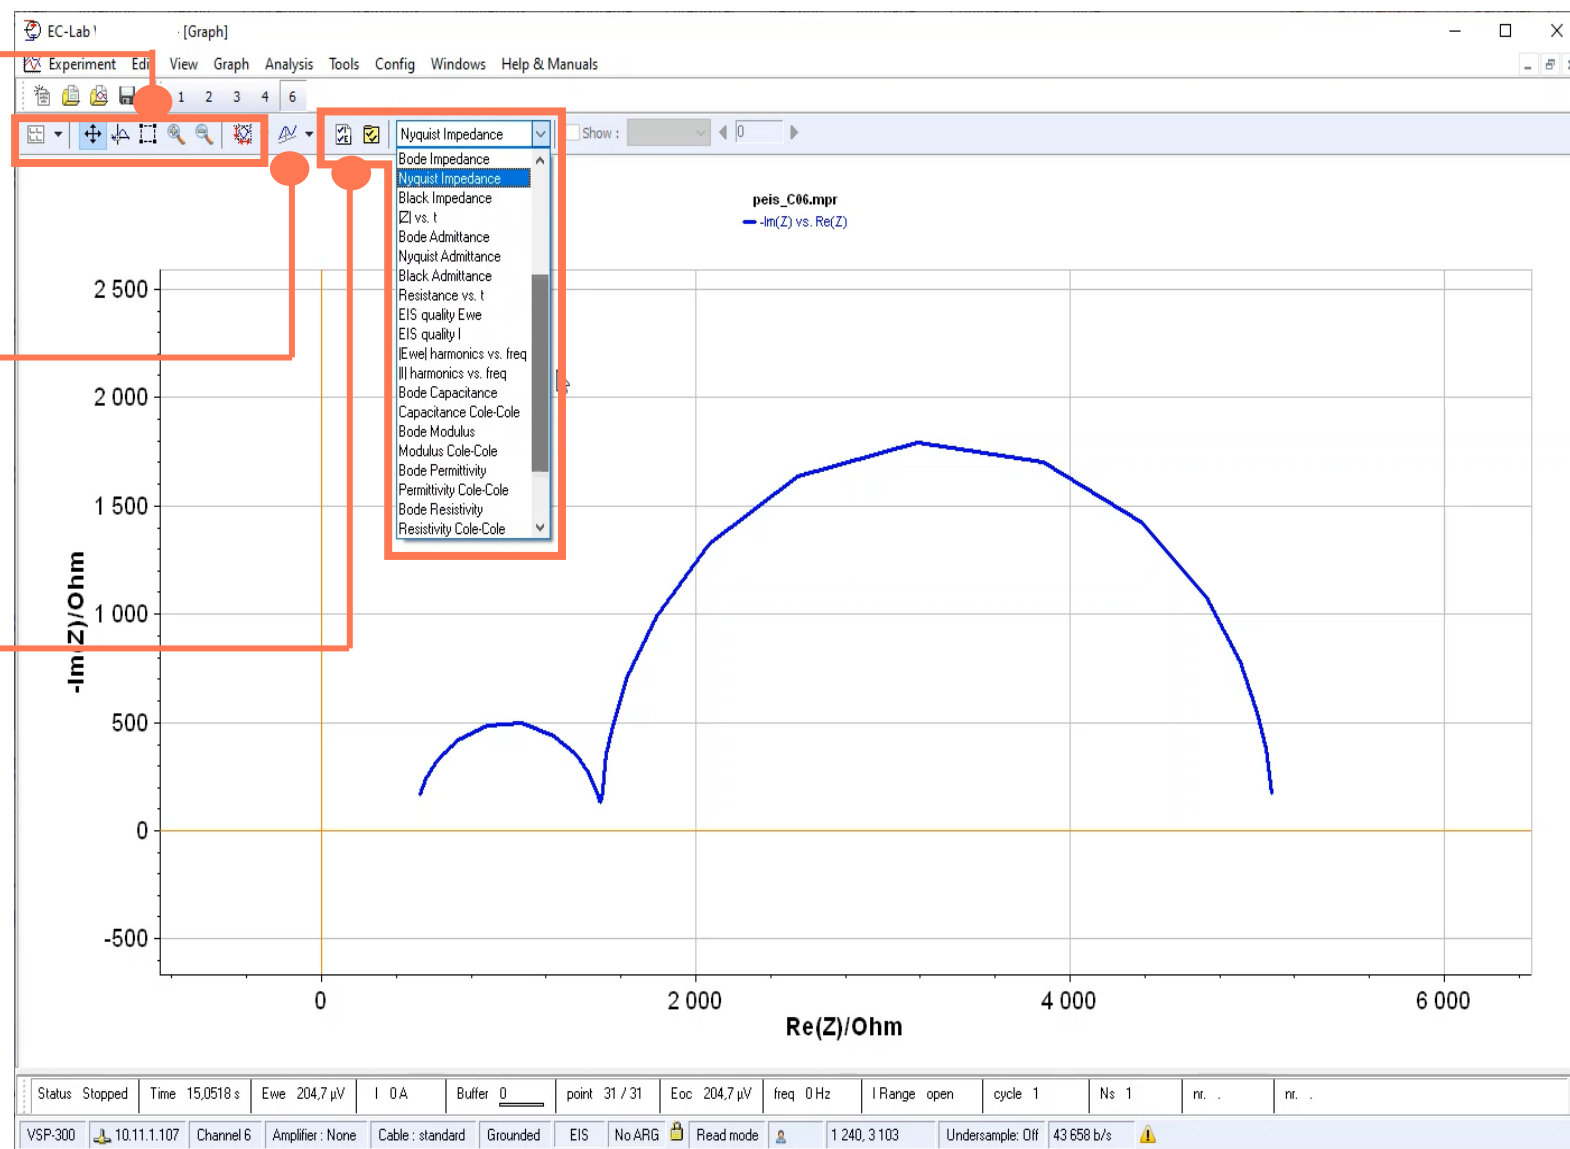 EC-Lab [Graph]
Experiment Edit View Graph Analysis Tools Config Windows Help & Manuals
1 2 3 4 6
Nyquist Impedance Show : 0
Bode Impedance
Nyquist Impedance
Black Impedance
|Z| vs. t
Bode Admittance
Nyquist Admittance
Black Admittance
Resistance vs. t
EIS quality Ewe
EIS quality I
|Ewe| harmonics vs. freq
|I| harmonics vs. freq
Bode Capacitance
Capacitance Cole-Cole
Bode Modulus
Modulus Cole-Cole
Bode Permittivity
Permittivity Cole-Cole
Bode Resistivity
Resistivity Cole-Cole
peis_C06.mpr
-Im(Z) vs. Re(Z)
2 500
2 000
1 500
1 000
500
0
-500
-Im(Z)/Ohm
0 2 000 4 000 6 000
Re(Z)/Ohm
Status Stopped Time 15,0518 s Ewe 204,7 µV I 0 A Buffer 0 point 31 / 31 Eoc 204,7 µV freq 0 Hz I Range open cycle 1 Ns 1 nr. . nr. .
VSP-300 10.11.1.107 Channel 6 Amplifier : None Cable : standard Grounded EIS No ARG Read mode 1 240, 3 103 Undersample: Off 43 658 b/s